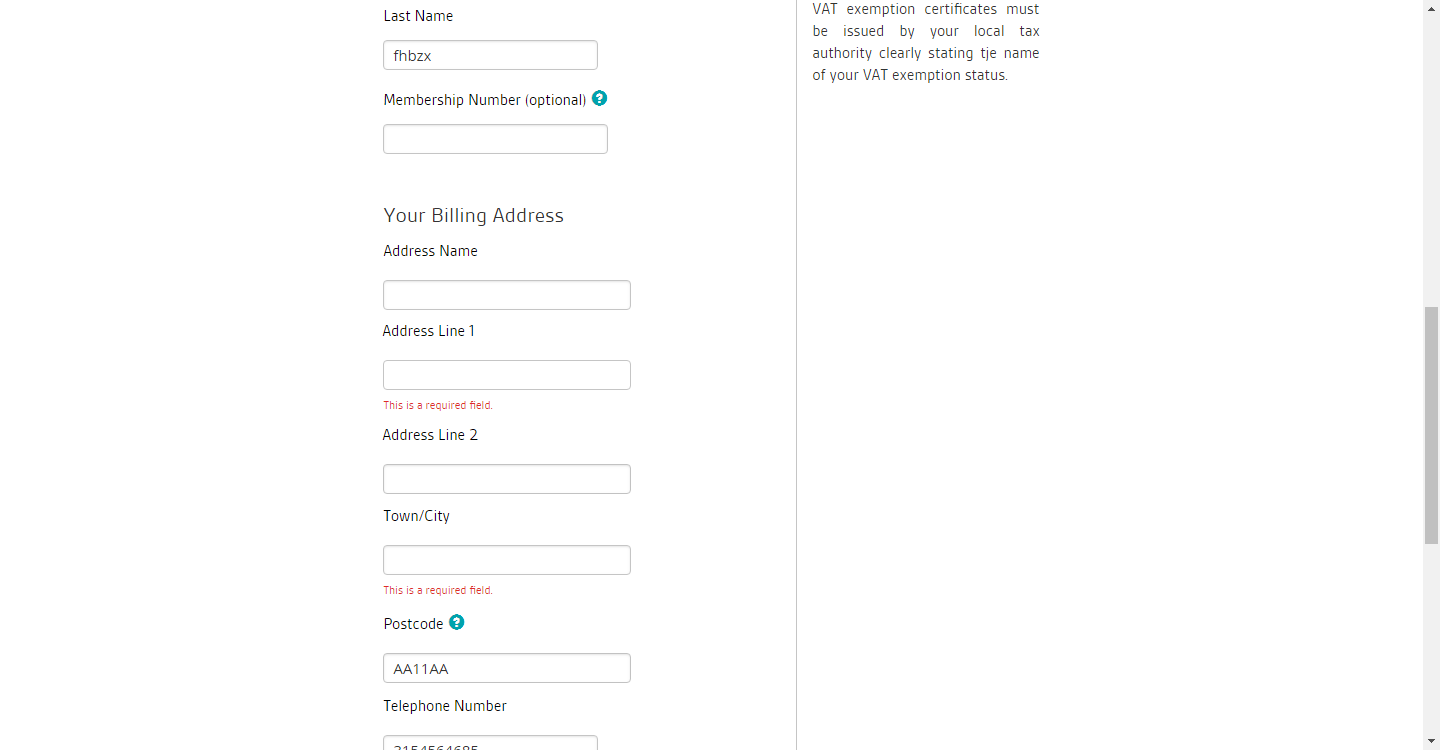 Last Name
fhbzx
Membership Number (optional) ?
Your Billing Address
Address Name
Address Line 1
This is a required field.
Address Line 2
Town/City
This is a required field.
Postcode ?
AA11AA
Telephone Number
3154564685
VAT exemption certificates must
be issued by your local tax
authority clearly stating tje name
of your VAT exemption status.